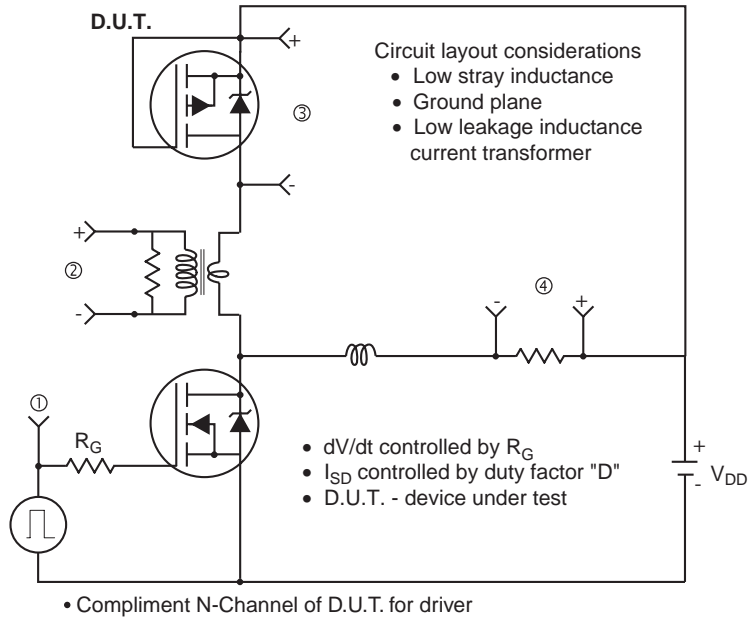 D.U.T.
+
③
-
Circuit layout considerations
• Low stray inductance
• Ground plane
• Low leakage inductance
current transformer
+
②
-
-
④
+
①
R_G
• dV/dt controlled by R_G
• I_SD controlled by duty factor "D"
• D.U.T. - device under test
+
-
V_DD
• Compliment N-Channel of D.U.T. for driver